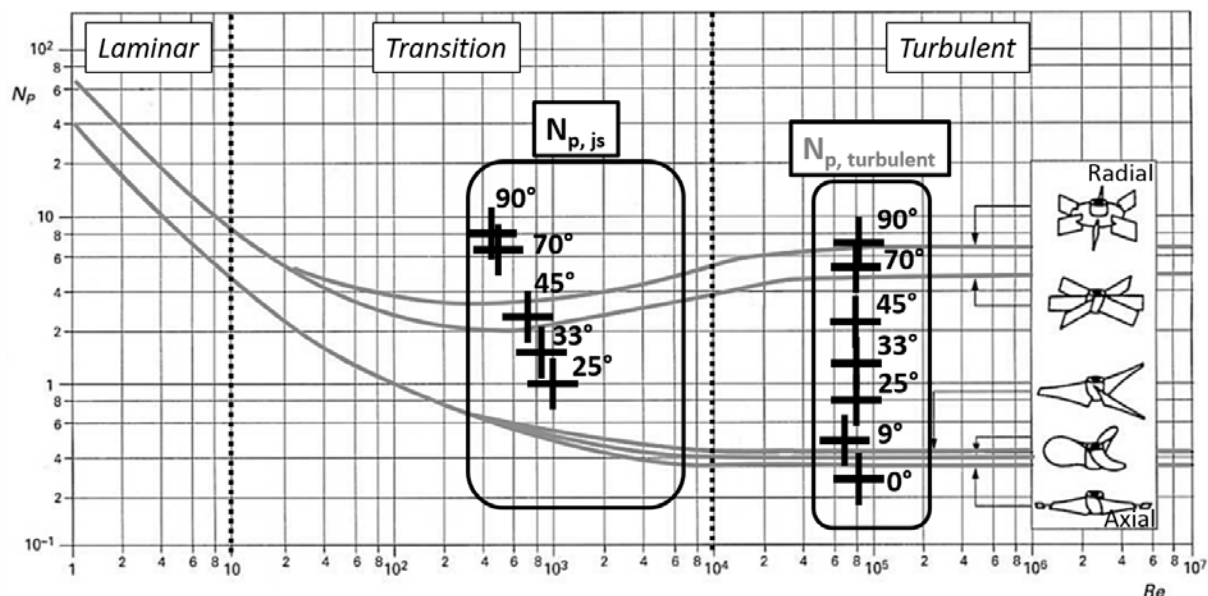 Laminar
Transition
Turbulent
N_P
10²
8
6
4
2
10
8
6
4
2
1
8
6
4
2
10⁻¹
N_p, js
90°
70°
45°
33°
25°
N_p, turbulent
90°
70°
45°
33°
25°
9°
0°
Radial
Axial
1 2 4 6 8 10 2 4 6 8 10² 2 4 6 8 10³ 2 4 6 8 10⁴ 2 4 6 8 10⁵ 2 4 6 8 10⁶ 2 4 6 8 10⁷
Re